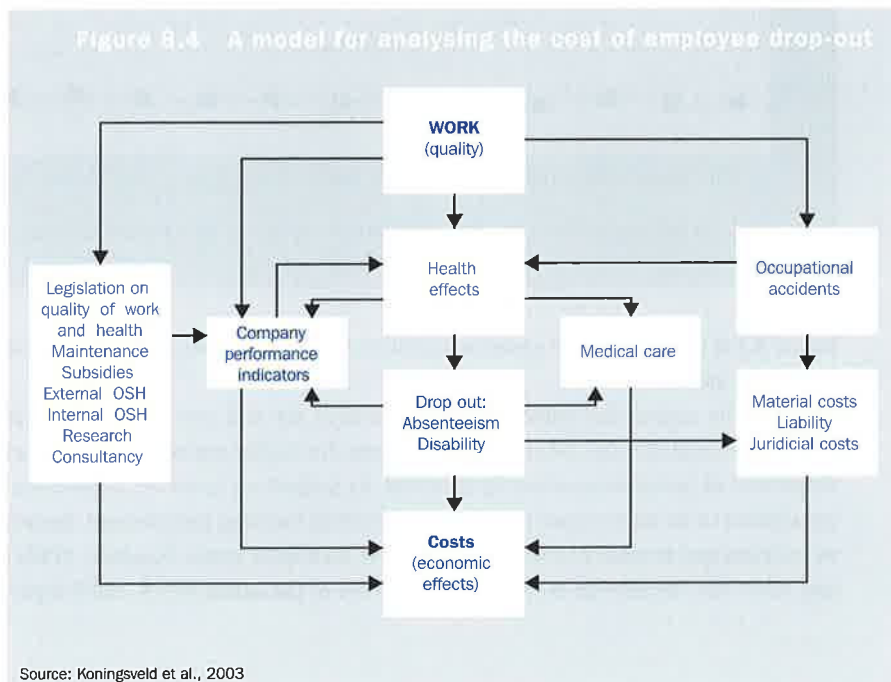 Figure 8.4 A model for analysing the cost of employee drop-out
WORK
(quality)
Legislation on
quality of work
and health
Maintenance
Subsidies
External OSH
Internal OSH
Research
Consultancy
Company
performance
indicators
Health
effects
Occupational
accidents
Medical care
Drop out:
Absenteeism
Disability
Material costs
Liability
Juridicial costs
Costs
(economic
effects)
Source: Koningsveld et al., 2003